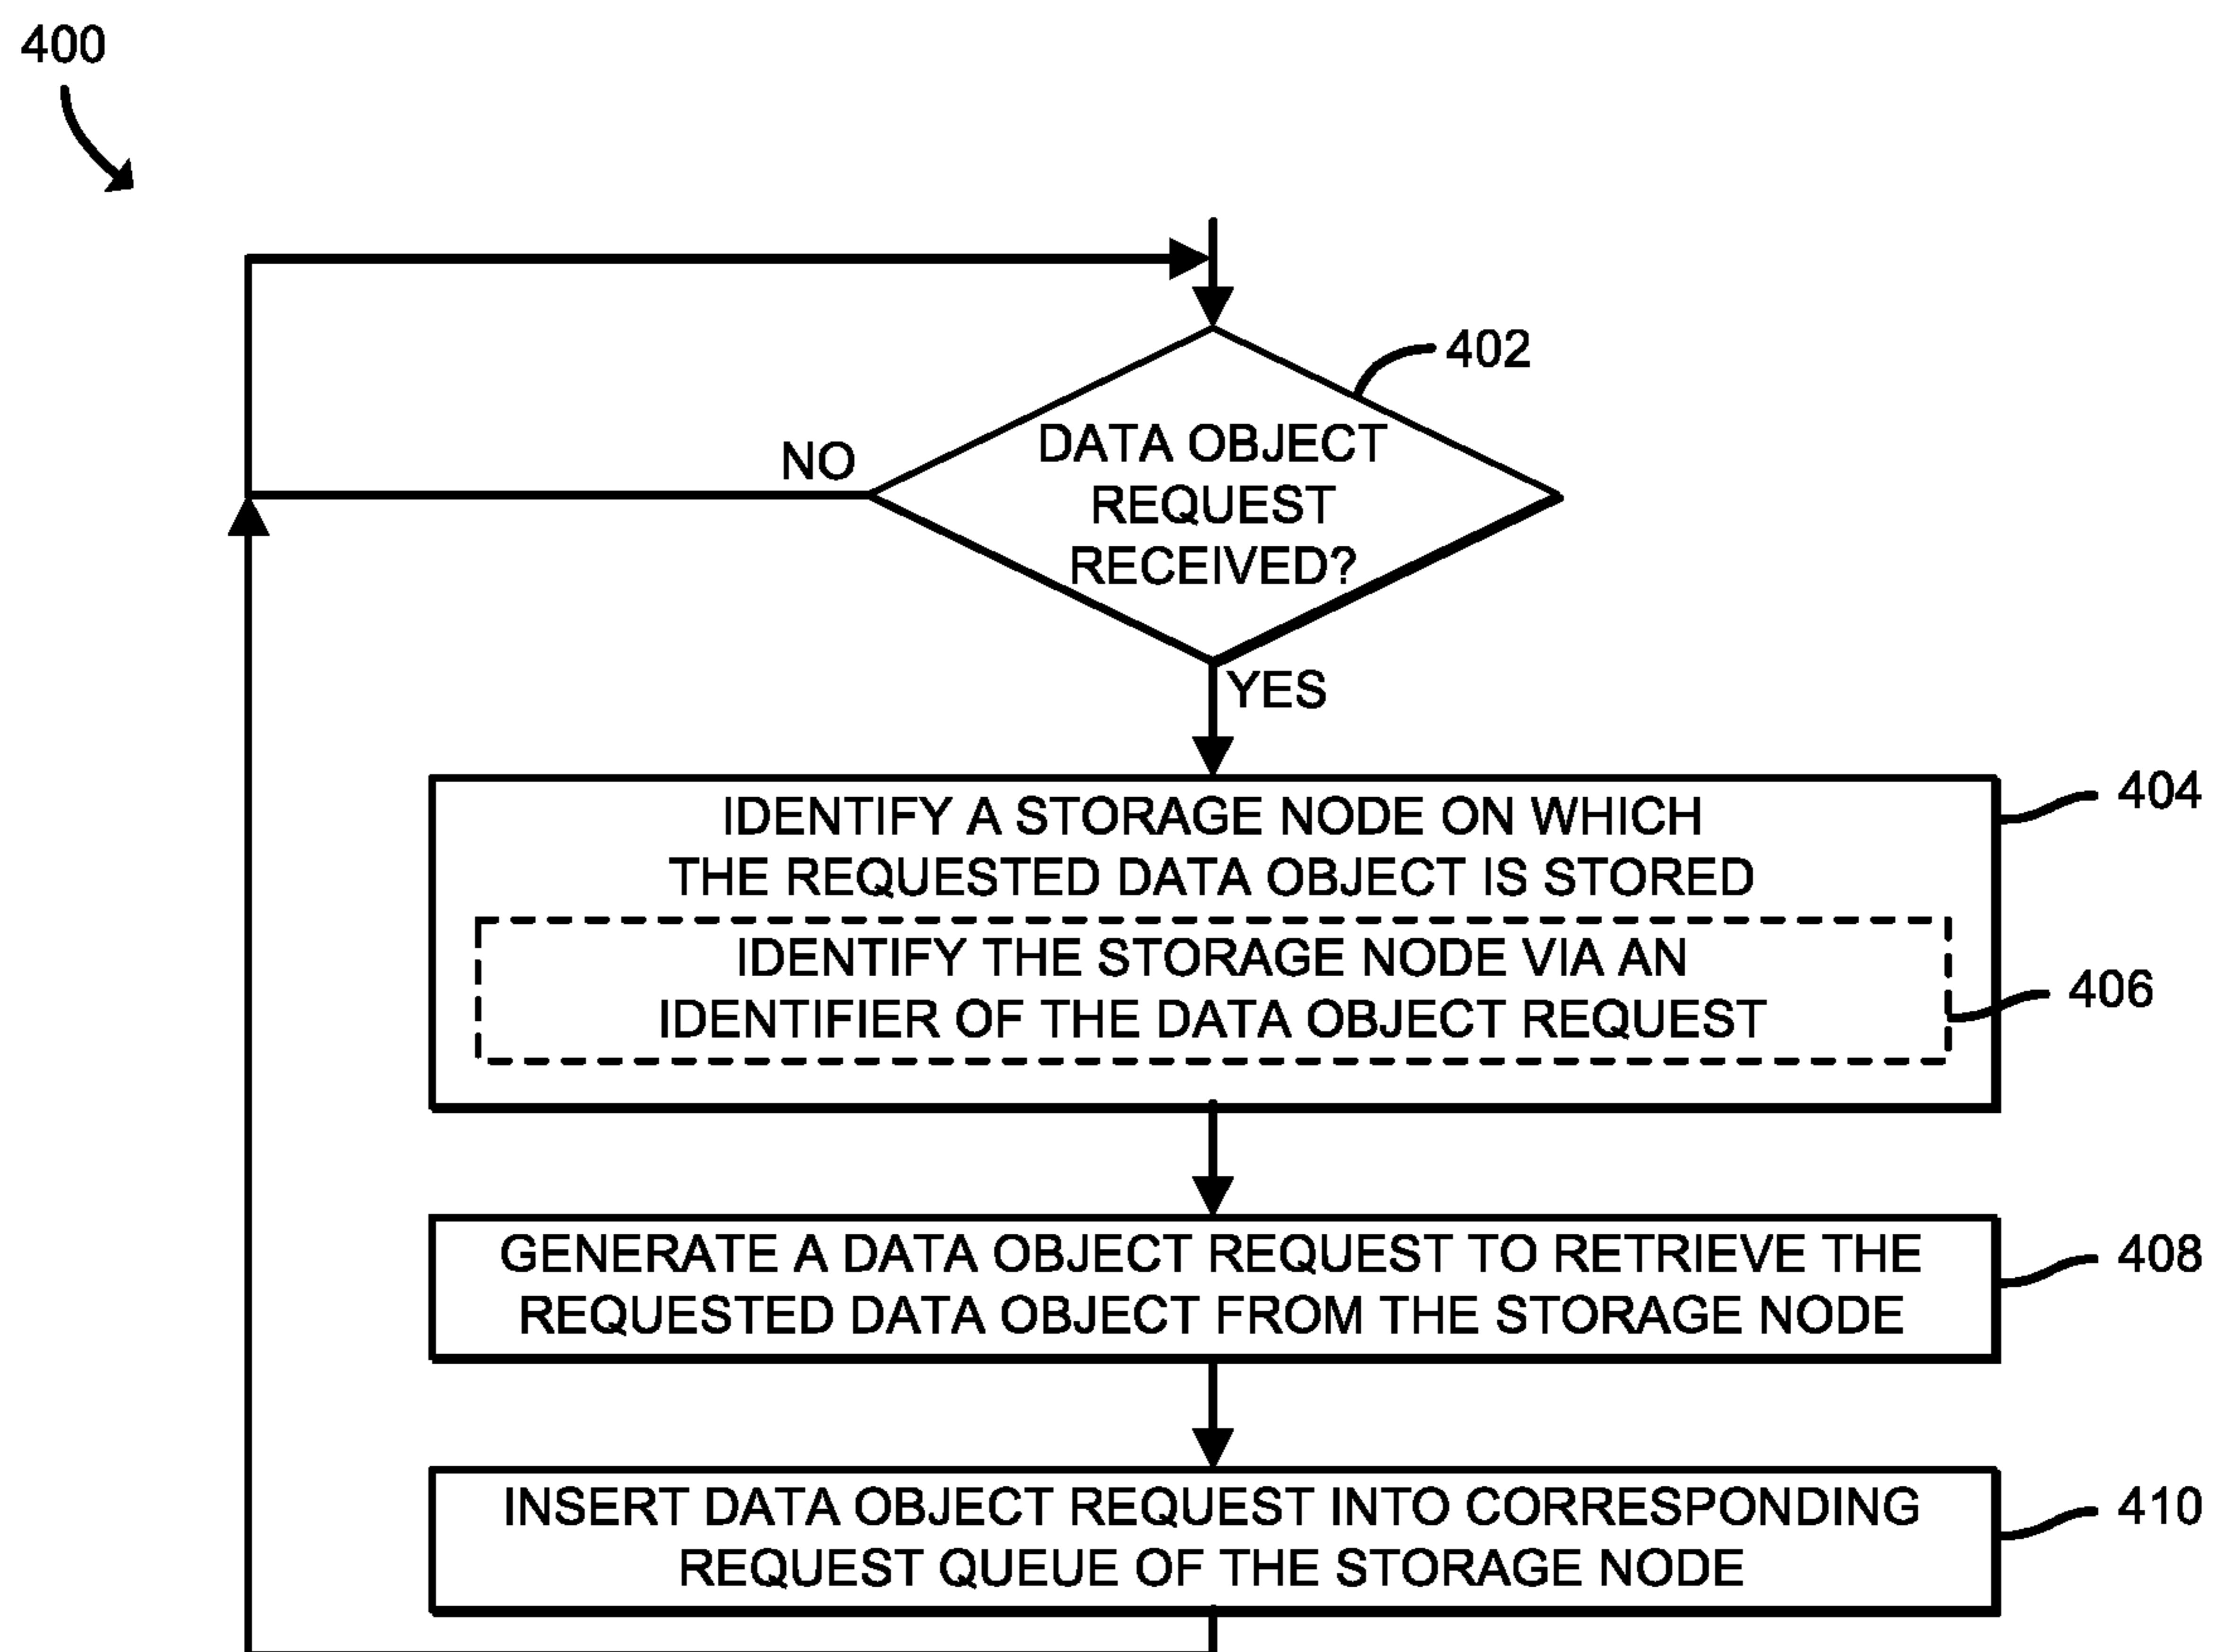 400
402
DATA OBJECT
REQUEST
RECEIVED?
NO
YES
404
IDENTIFY A STORAGE NODE ON WHICH
THE REQUESTED DATA OBJECT IS STORED
IDENTIFY THE STORAGE NODE VIA AN
IDENTIFIER OF THE DATA OBJECT REQUEST
406
GENERATE A DATA OBJECT REQUEST TO RETRIEVE THE
REQUESTED DATA OBJECT FROM THE STORAGE NODE
408
INSERT DATA OBJECT REQUEST INTO CORRESPONDING
REQUEST QUEUE OF THE STORAGE NODE
410